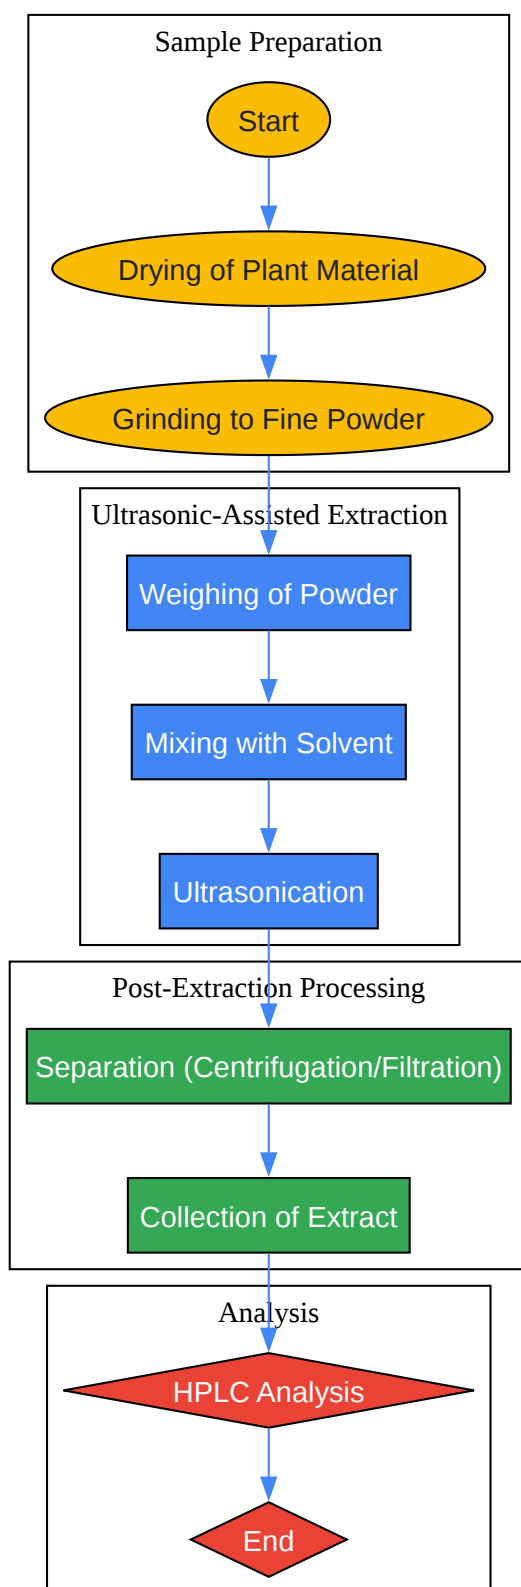 Sample Preparation
Start
Drying of Plant Material
Grinding to Fine Powder
Ultrasonic-Assisted Extraction
Weighing of Powder
Mixing with Solvent
Ultrasonication
Post-Extraction Processing
Separation (Centrifugation/Filtration)
Collection of Extract
Analysis
HPLC Analysis
End